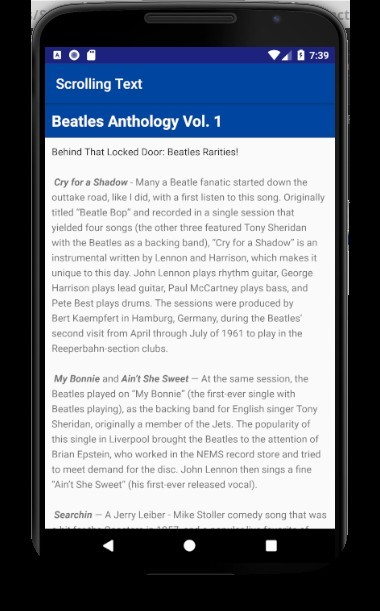 7:39
Scrolling Text
Beatles Anthology Vol. 1
Behind That Locked Door: Beatles Rarities!
Cry for a Shadow - Many a Beatle fanatic started down the
outtake road, like I did, with a first listen to this song. Originally
titled “Beatle Bop” and recorded in a single session that
yielded four songs (the other three featured Tony Sheridan
with the Beatles as a backing band), “Cry for a Shadow” is an
instrumental written by Lennon and Harrison, which makes it
unique to this day. John Lennon plays rhythm guitar, George
Harrison plays lead guitar, Paul McCartney plays bass, and
Pete Best plays drums. The sessions were produced by
Bert Kaempfert in Hamburg, Germany, during the Beatles’
second visit from April through July of 1961 to play in the
Reeperbahn-section clubs.
My Bonnie and Ain’t She Sweet — At the same session, the
Beatles played on “My Bonnie” (the first-ever single with
Beatles playing), as the backing band for English singer Tony
Sheridan, originally a member of the Jets. The popularity of
this single in Liverpool brought the Beatles to the attention of
Brian Epstein, who worked in the NEMS record store and tried
to meet demand for the disc. John Lennon then sings a fine
“Ain’t She Sweet” (his first-ever released vocal).
Searchin — A Jerry Leiber - Mike Stoller comedy song that was
a hit for the Coasters in 1957, and a popular live favorite of